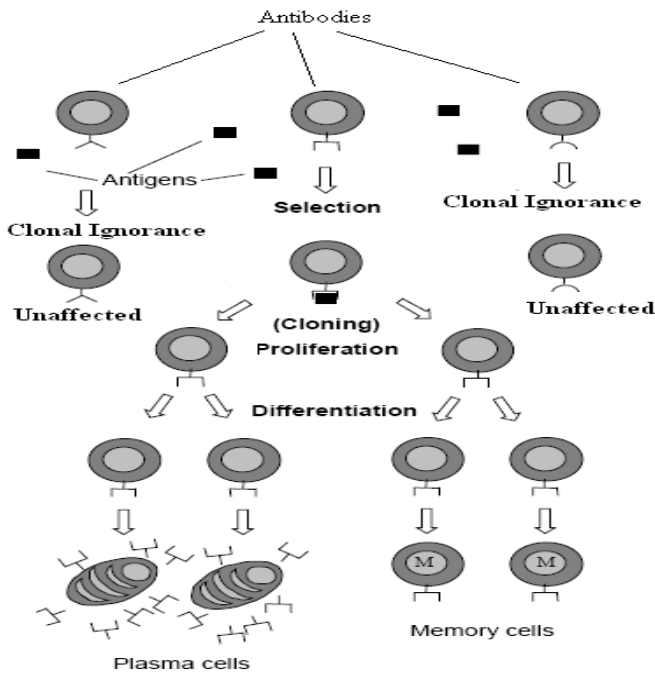 Antibodies
Antigens
Selection
Clonal Ignorance
Clonal Ignorance
Unaffected
Unaffected
(Cloning)
Proliferation
Differentiation
M
M
Memory cells
Plasma cells